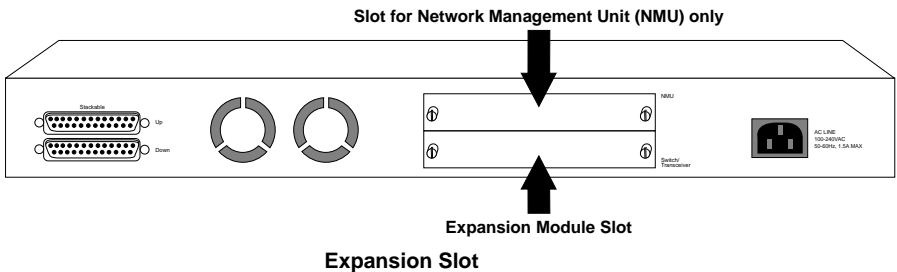 Slot for Network Management Unit (NMU) only
Stackable
Up
Down
NMU
Switch/
Transceiver
AC LINE
100-240VAC
50-60Hz, 1.5A MAX
Expansion Module Slot
Expansion Slot